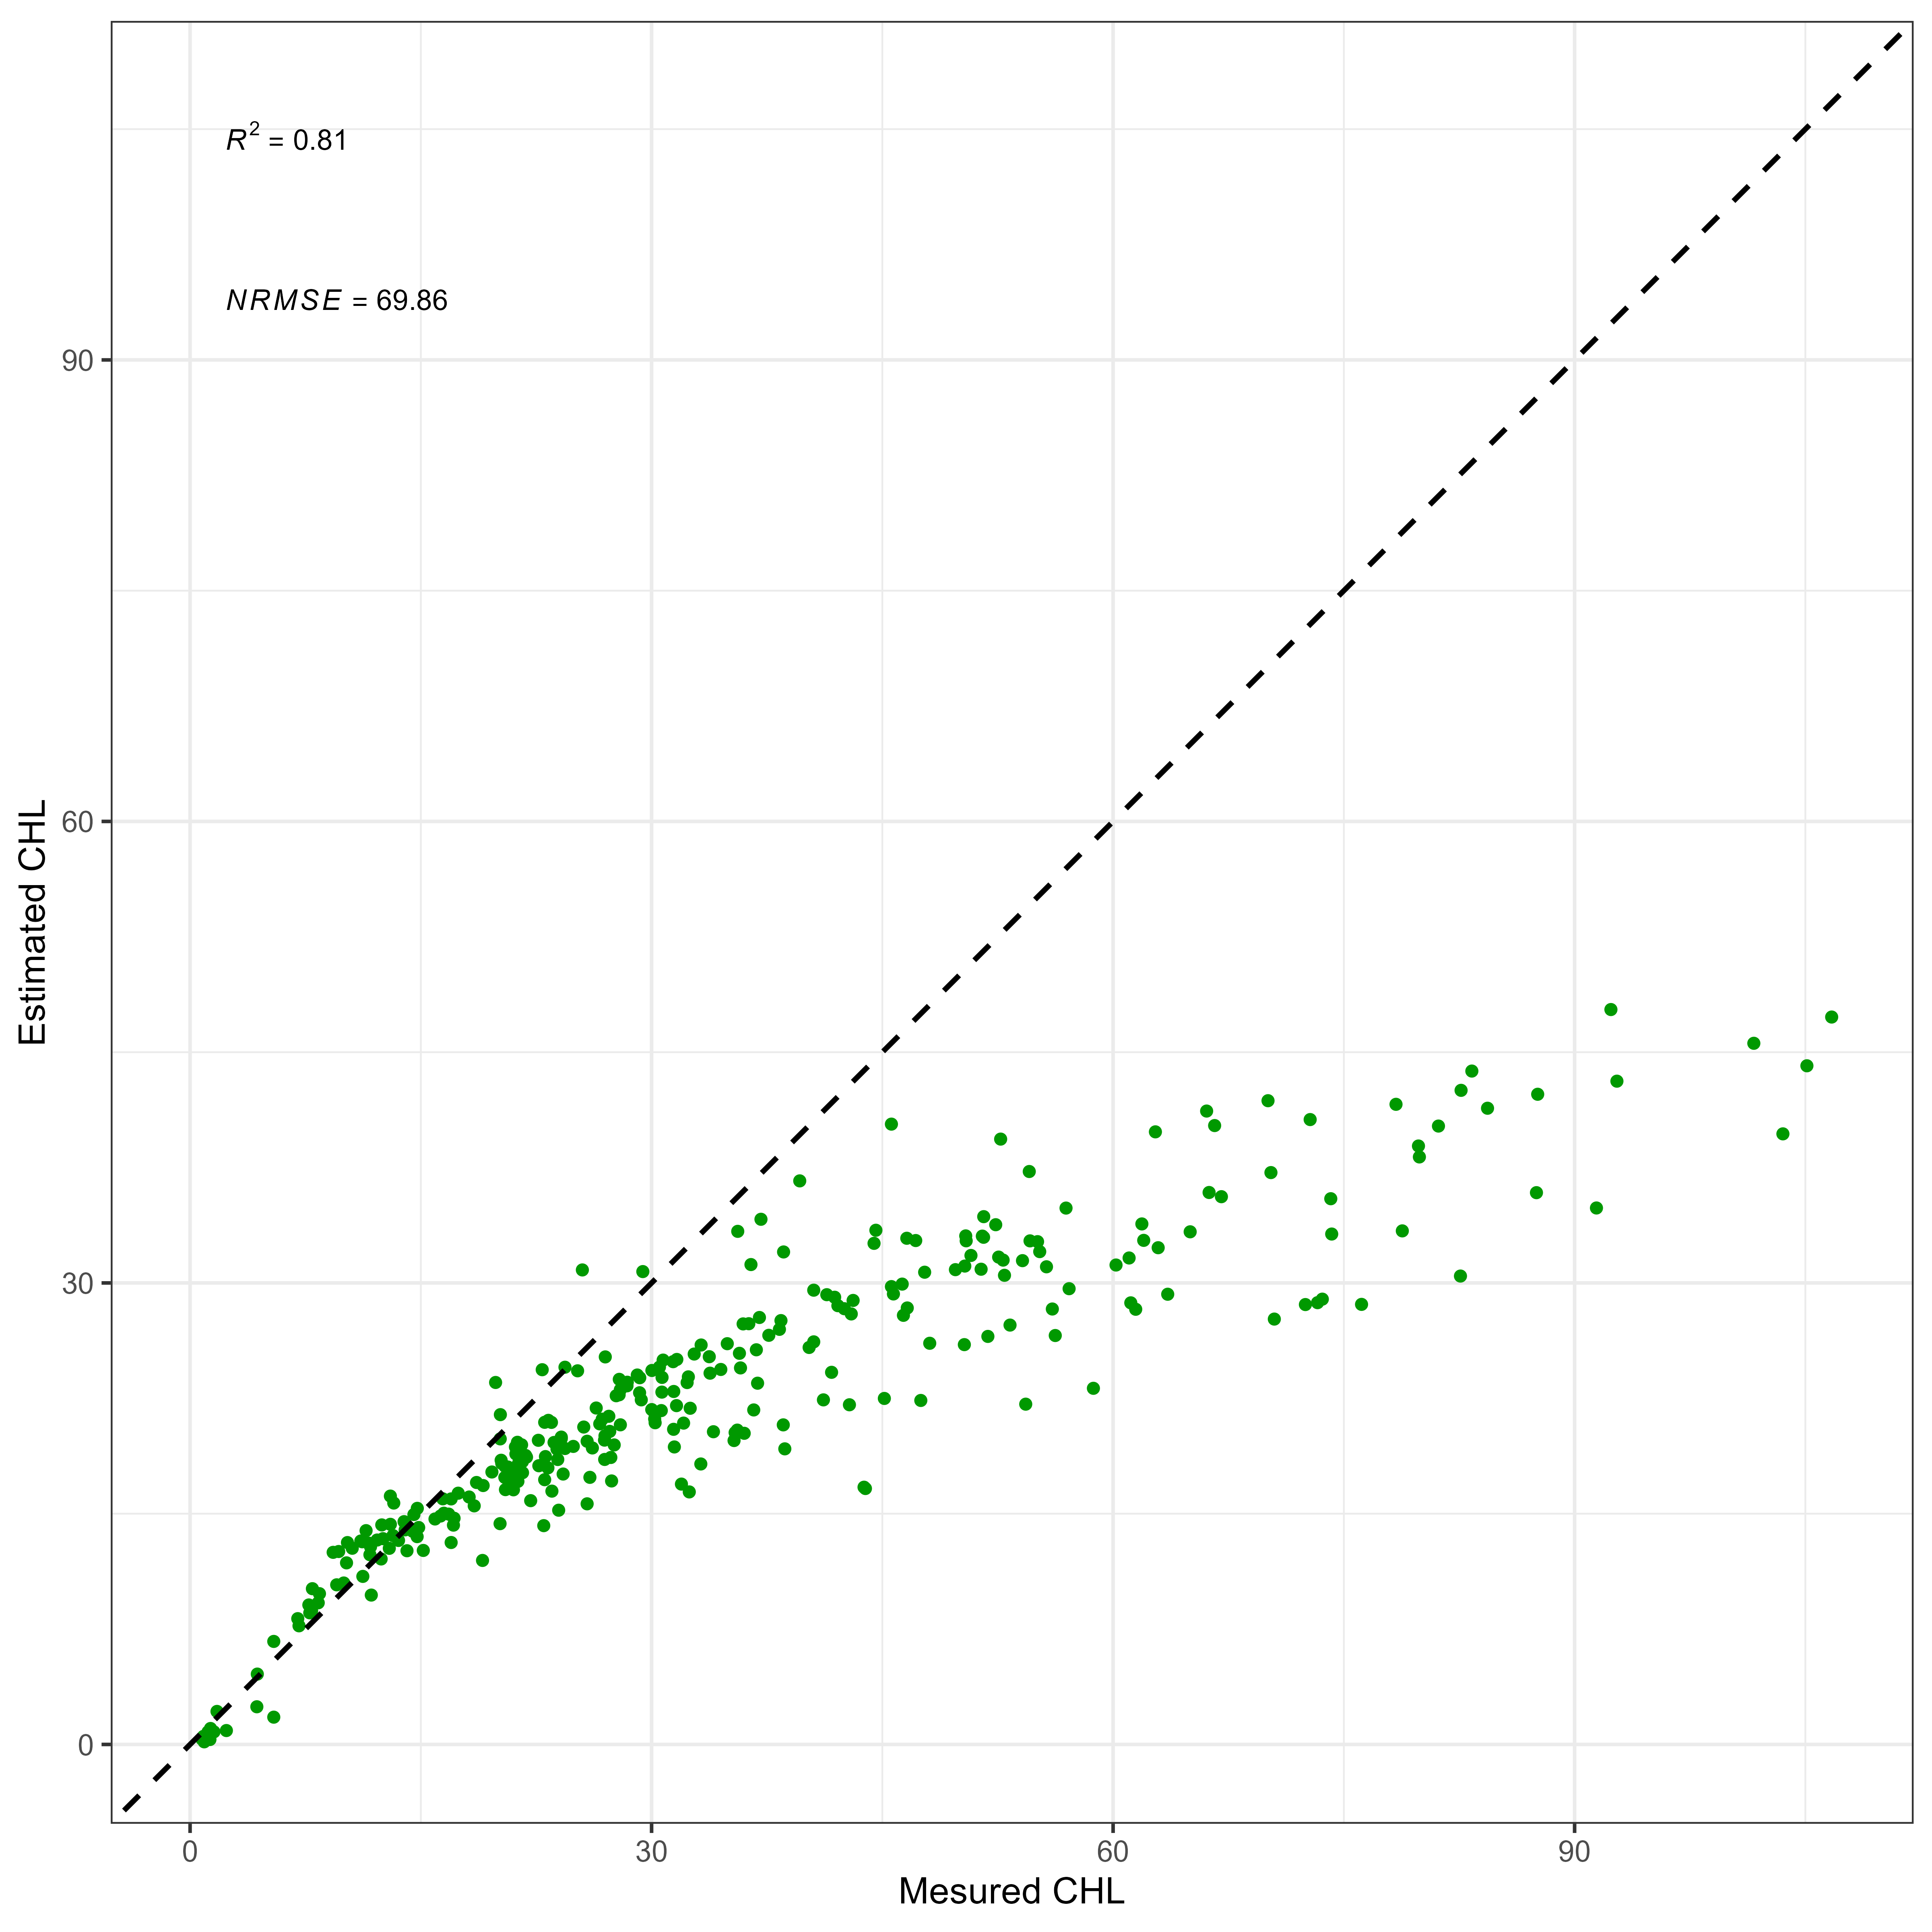 R² = 0.81
NRMSE = 69.86
90
60
30
0
Estimated CHL
0 30 60 90
Mesured CHL